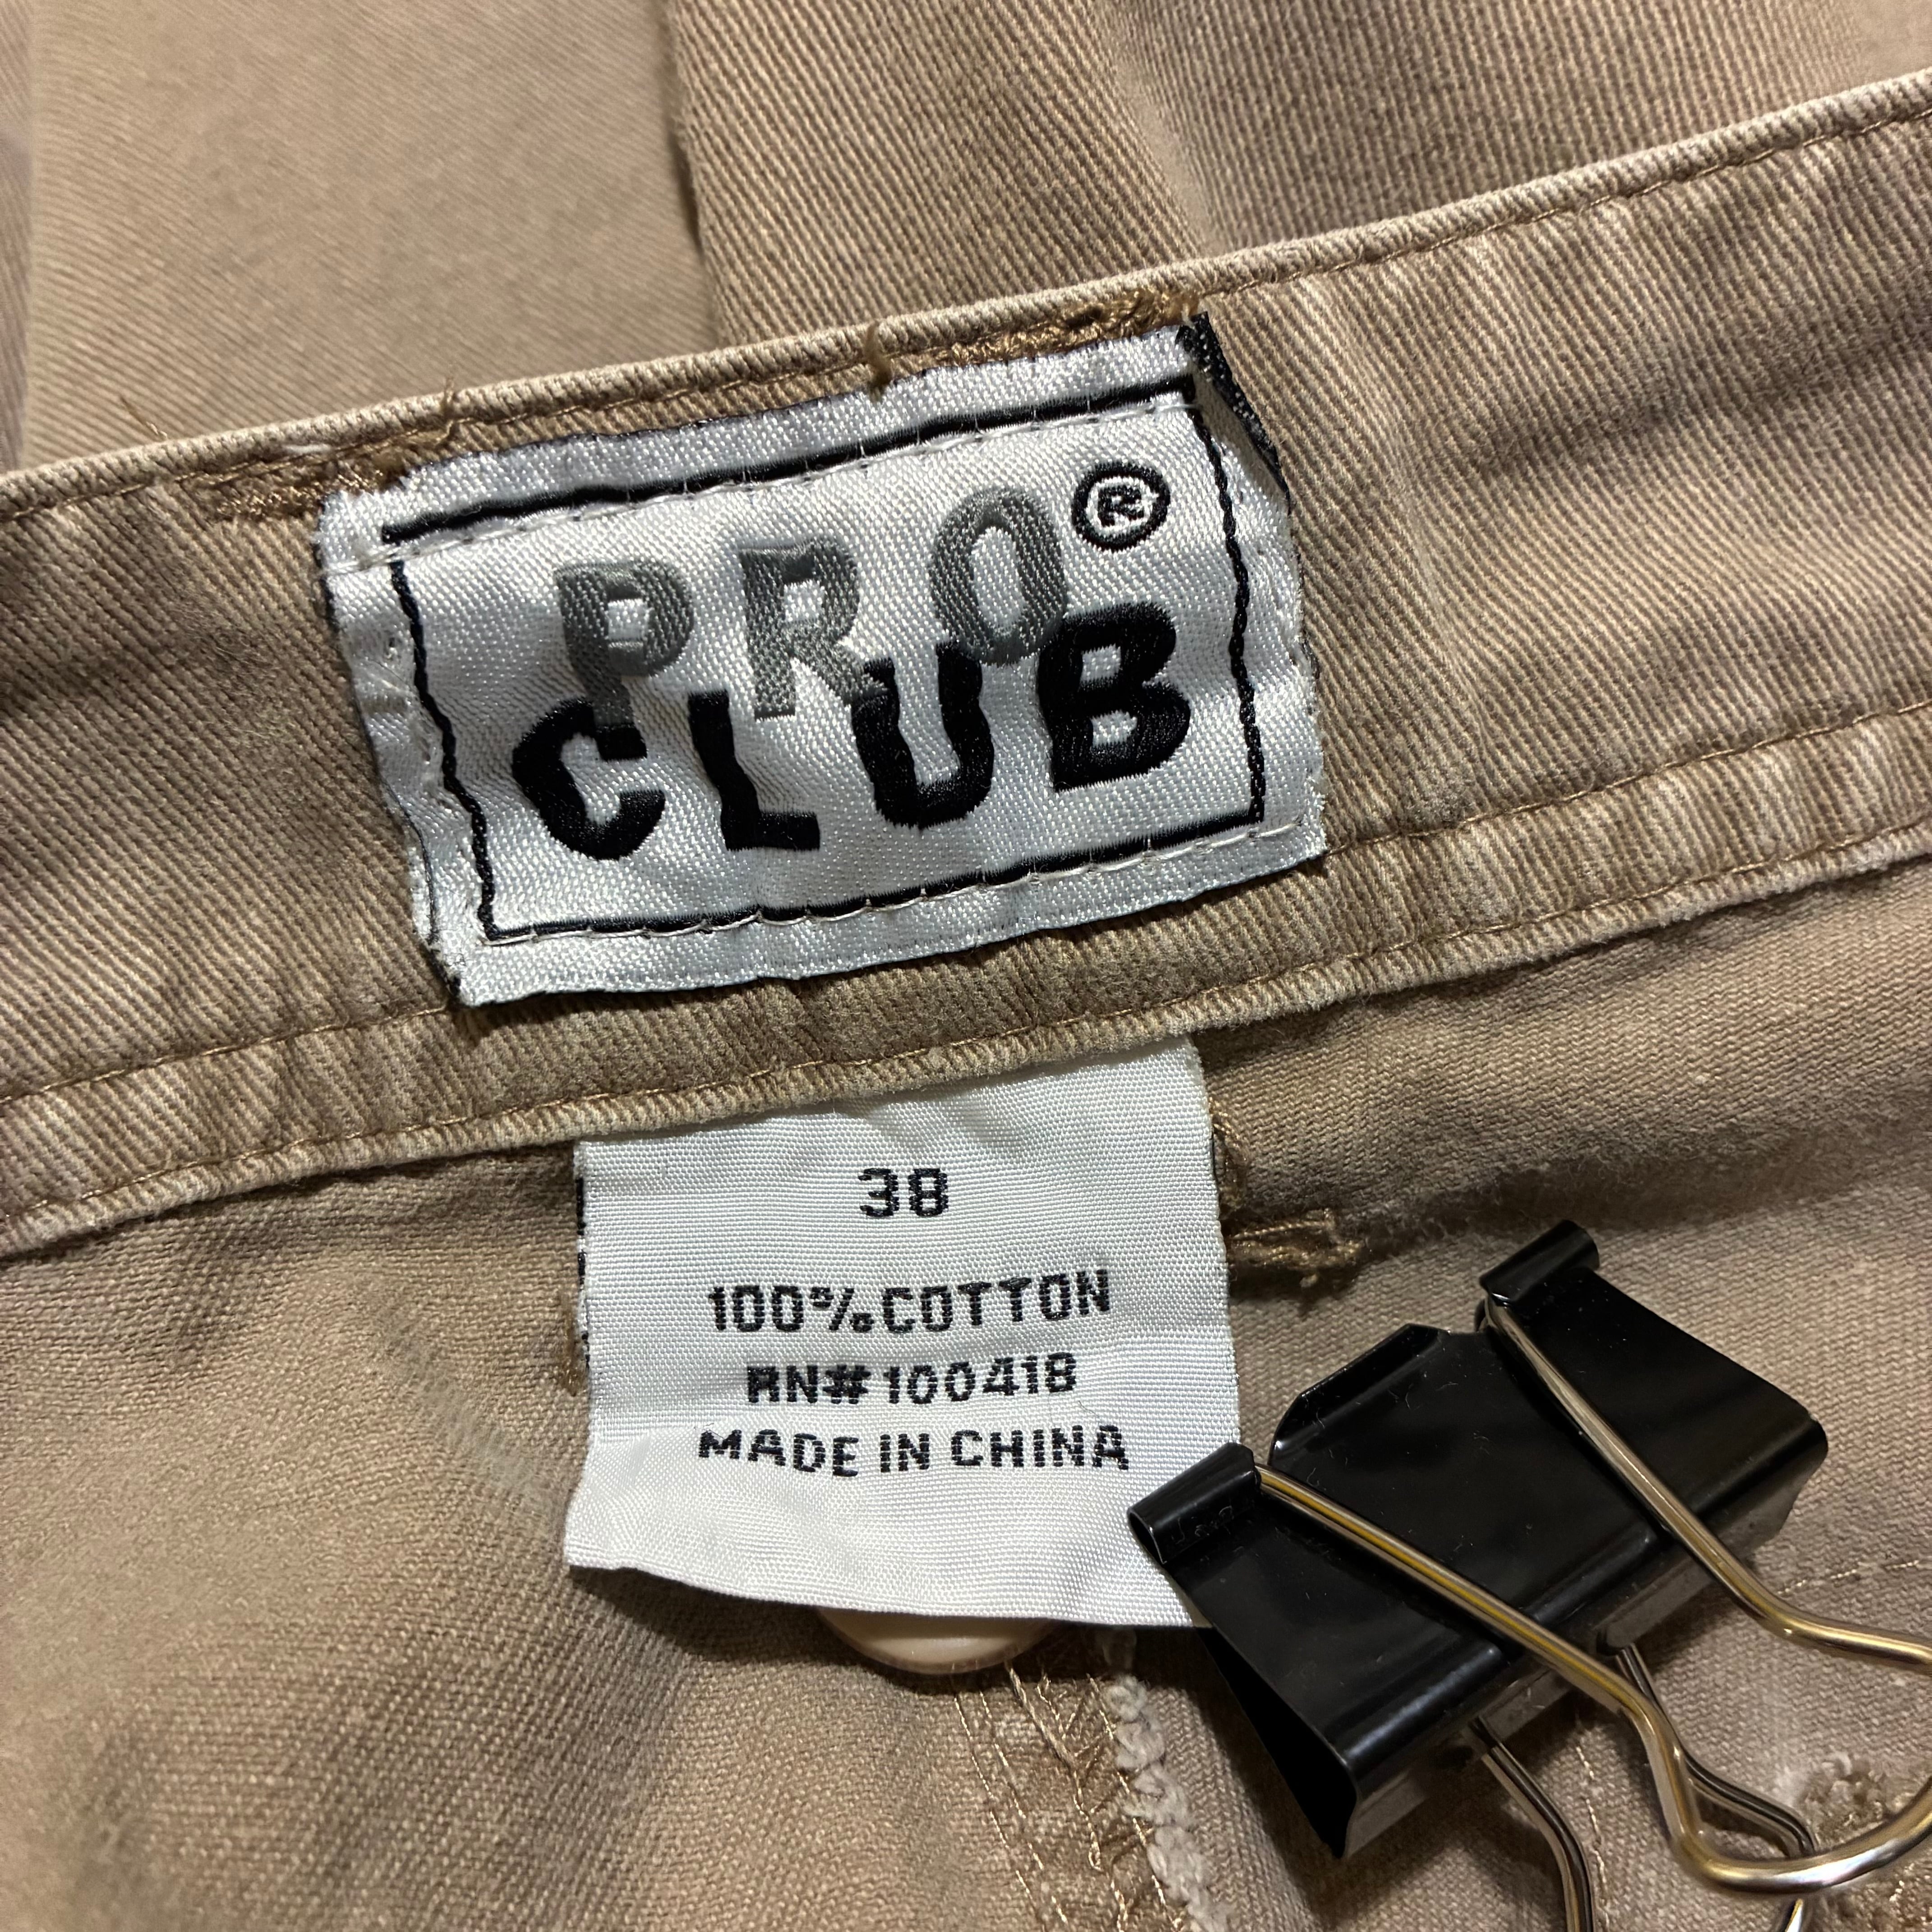 PRO®
CLUB
38
100% COTTON
RN# 100418
MADE IN CHINA